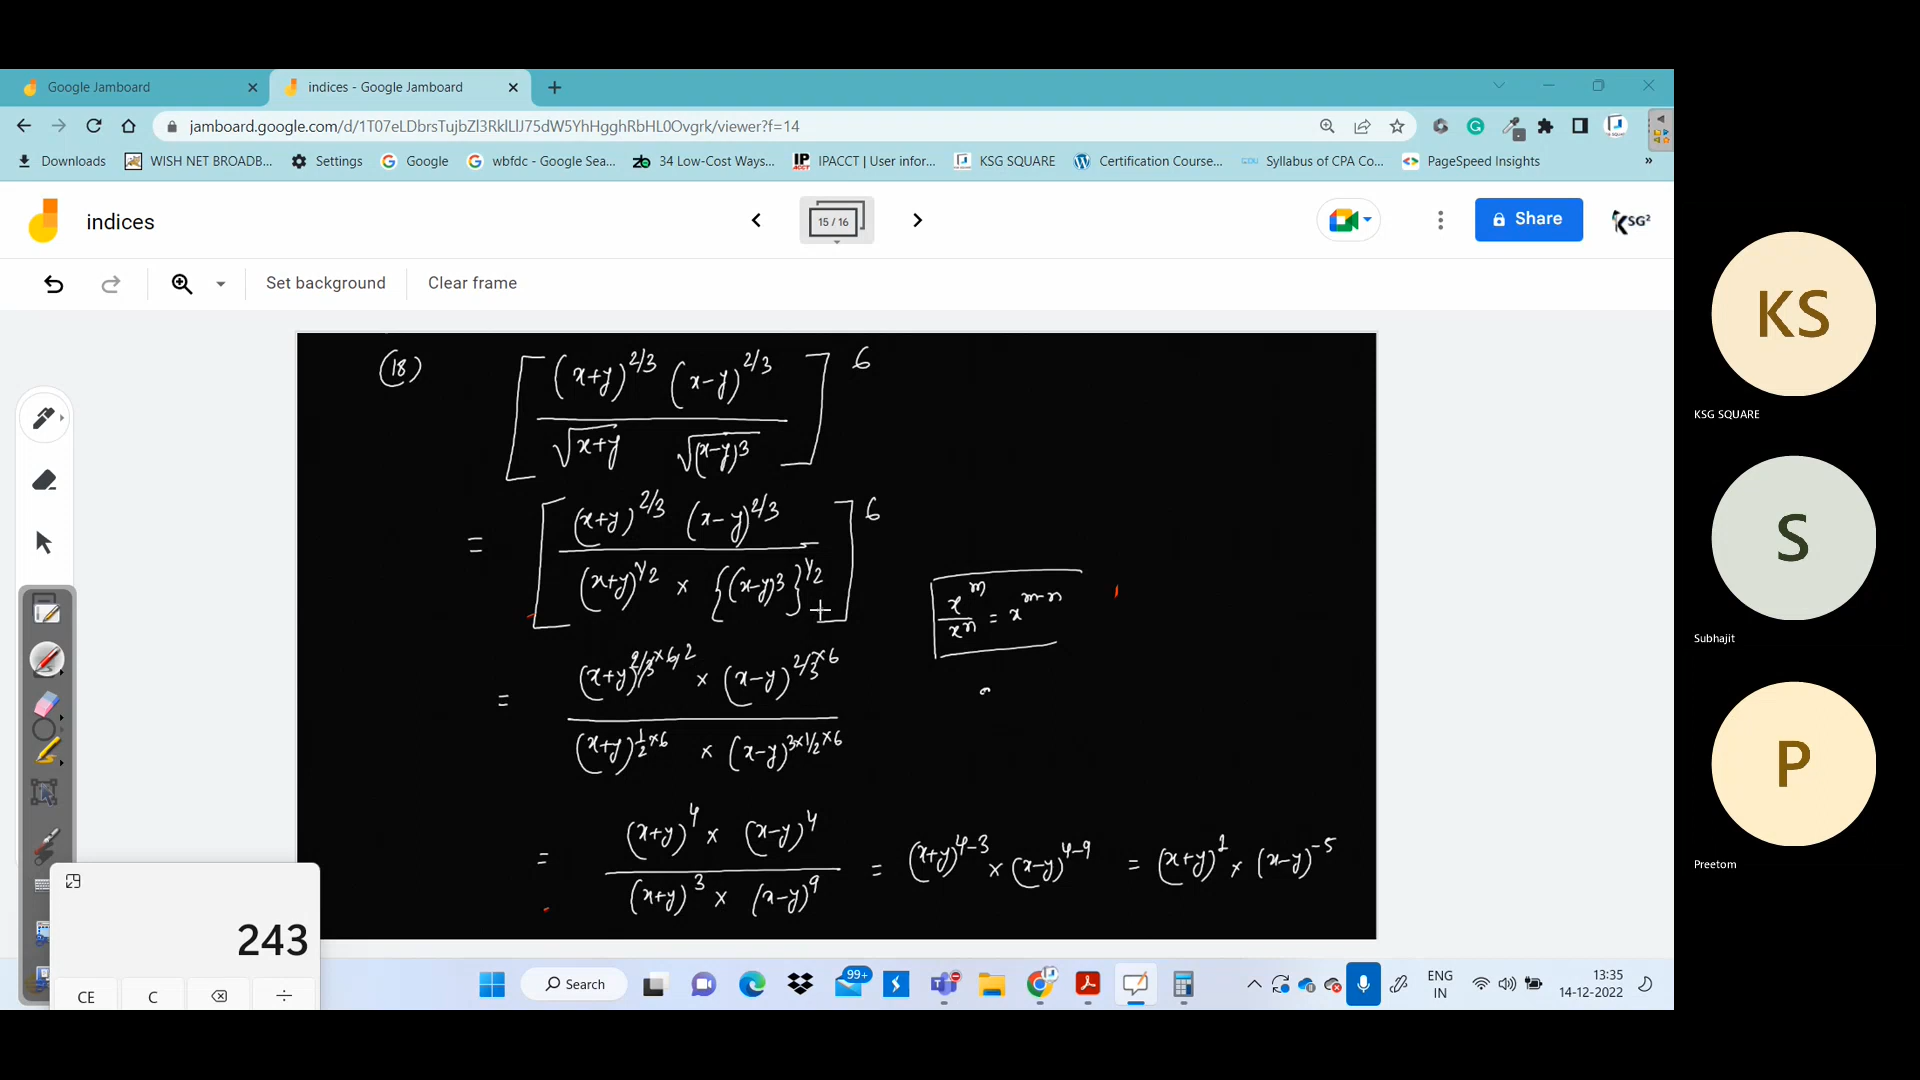 Google Jamboard
indices - Google Jamboard
jamboard.google.com/d/1T07eLDbrsTujbZl3RklLlJ75dW5YhHgghRbHL0Ovgrk/viewer?f=14
Downloads WISH NET BROADB... Settings Google wbfdc - Google Sea... 34 Low-Cost Ways... IPACCT | User infor... KSG SQUARE Certification Course... Syllabus of CPA Co... PageSpeed Insights »
indices 15 / 16 Share KSG²
Set background Clear frame
(18) [ (x+y)^2/3 (x-y)^2/3 / √x+y √(x-y)^3 ]^6
= [ (x+y)^2/3 (x-y)^2/3 / (x+y)^1/2 × {(x-y)^3}^1/2 ]^6
x^m / x^n = x^m-n
= (x+y)^2/3×6 2 × (x-y)^2/3×6 / (x+y)^1/2×6 × (x-y)^3×1/2×6
= (x+y)^4 × (x-y)^4 / (x+y)^3 × (x-y)^9 = (x+y)^4-3 × (x-y)^4-9 = (x+y)^2 × (x-y)^-5
243
CE C ÷
Search
99+
ENG
IN
13:35
14-12-2022
KS
KSG SQUARE
S
Subhajit
P
Preetom